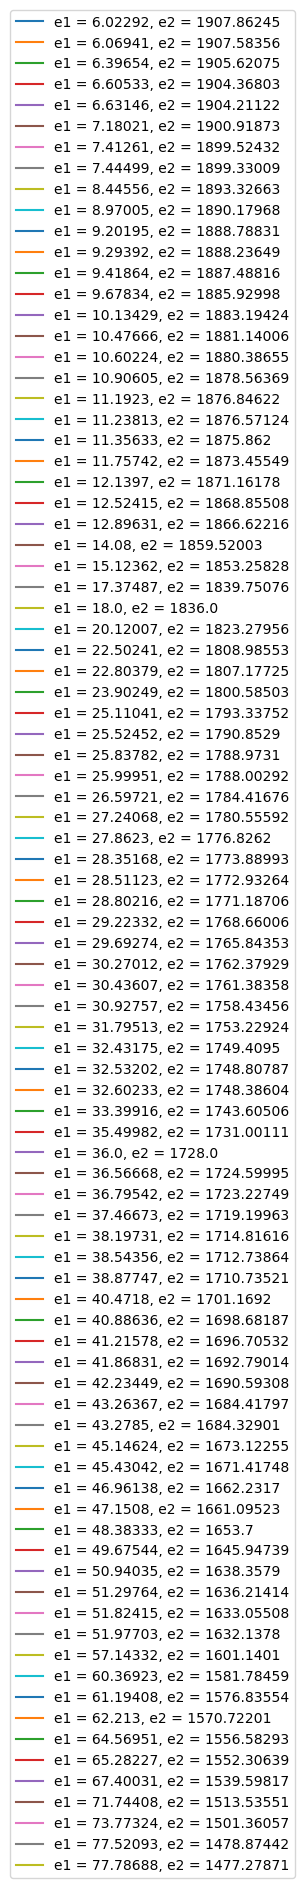 e1 = 6.02292, e2 = 1907.86245
e1 = 6.06941, e2 = 1907.58356
e1 = 6.39654, e2 = 1905.62075
e1 = 6.60533, e2 = 1904.36803
e1 = 6.63146, e2 = 1904.21122
e1 = 7.18021, e2 = 1900.91873
e1 = 7.41261, e2 = 1899.52432
e1 = 7.44499, e2 = 1899.33009
e1 = 8.44556, e2 = 1893.32663
e1 = 8.97005, e2 = 1890.17968
e1 = 9.20195, e2 = 1888.78831
e1 = 9.29392, e2 = 1888.23649
e1 = 9.41864, e2 = 1887.48816
e1 = 9.67834, e2 = 1885.92998
e1 = 10.13429, e2 = 1883.19424
e1 = 10.47666, e2 = 1881.14006
e1 = 10.60224, e2 = 1880.38655
e1 = 10.90605, e2 = 1878.56369
e1 = 11.1923, e2 = 1876.84622
e1 = 11.23813, e2 = 1876.57124
e1 = 11.35633, e2 = 1875.862
e1 = 11.75742, e2 = 1873.45549
e1 = 12.1397, e2 = 1871.16178
e1 = 12.52415, e2 = 1868.85508
e1 = 12.89631, e2 = 1866.62216
e1 = 14.08, e2 = 1859.52003
e1 = 15.12362, e2 = 1853.25828
e1 = 17.37487, e2 = 1839.75076
e1 = 18.0, e2 = 1836.0
e1 = 20.12007, e2 = 1823.27956
e1 = 22.50241, e2 = 1808.98553
e1 = 22.80379, e2 = 1807.17725
e1 = 23.90249, e2 = 1800.58503
e1 = 25.11041, e2 = 1793.33752
e1 = 25.52452, e2 = 1790.8529
e1 = 25.83782, e2 = 1788.9731
e1 = 25.99951, e2 = 1788.00292
e1 = 26.59721, e2 = 1784.41676
e1 = 27.24068, e2 = 1780.55592
e1 = 27.8623, e2 = 1776.8262
e1 = 28.35168, e2 = 1773.88993
e1 = 28.51123, e2 = 1772.93264
e1 = 28.80216, e2 = 1771.18706
e1 = 29.22332, e2 = 1768.66006
e1 = 29.69274, e2 = 1765.84353
e1 = 30.27012, e2 = 1762.37929
e1 = 30.43607, e2 = 1761.38358
e1 = 30.92757, e2 = 1758.43456
e1 = 31.79513, e2 = 1753.22924
e1 = 32.43175, e2 = 1749.4095
e1 = 32.53202, e2 = 1748.80787
e1 = 32.60233, e2 = 1748.38604
e1 = 33.39916, e2 = 1743.60506
e1 = 35.49982, e2 = 1731.00111
e1 = 36.0, e2 = 1728.0
e1 = 36.56668, e2 = 1724.59995
e1 = 36.79542, e2 = 1723.22749
e1 = 37.46673, e2 = 1719.19963
e1 = 38.19731, e2 = 1714.81616
e1 = 38.54356, e2 = 1712.73864
e1 = 38.87747, e2 = 1710.73521
e1 = 40.4718, e2 = 1701.1692
e1 = 40.88636, e2 = 1698.68187
e1 = 41.21578, e2 = 1696.70532
e1 = 41.86831, e2 = 1692.79014
e1 = 42.23449, e2 = 1690.59308
e1 = 43.26367, e2 = 1684.41797
e1 = 43.2785, e2 = 1684.32901
e1 = 45.14624, e2 = 1673.12255
e1 = 45.43042, e2 = 1671.41748
e1 = 46.96138, e2 = 1662.2317
e1 = 47.1508, e2 = 1661.09523
e1 = 48.38333, e2 = 1653.7
e1 = 49.67544, e2 = 1645.94739
e1 = 50.94035, e2 = 1638.3579
e1 = 51.29764, e2 = 1636.21414
e1 = 51.82415, e2 = 1633.05508
e1 = 51.97703, e2 = 1632.1378
e1 = 57.14332, e2 = 1601.1401
e1 = 60.36923, e2 = 1581.78459
e1 = 61.19408, e2 = 1576.83554
e1 = 62.213, e2 = 1570.72201
e1 = 64.56951, e2 = 1556.58293
e1 = 65.28227, e2 = 1552.30639
e1 = 67.40031, e2 = 1539.59817
e1 = 71.74408, e2 = 1513.53551
e1 = 73.77324, e2 = 1501.36057
e1 = 77.52093, e2 = 1478.87442
e1 = 77.78688, e2 = 1477.27871